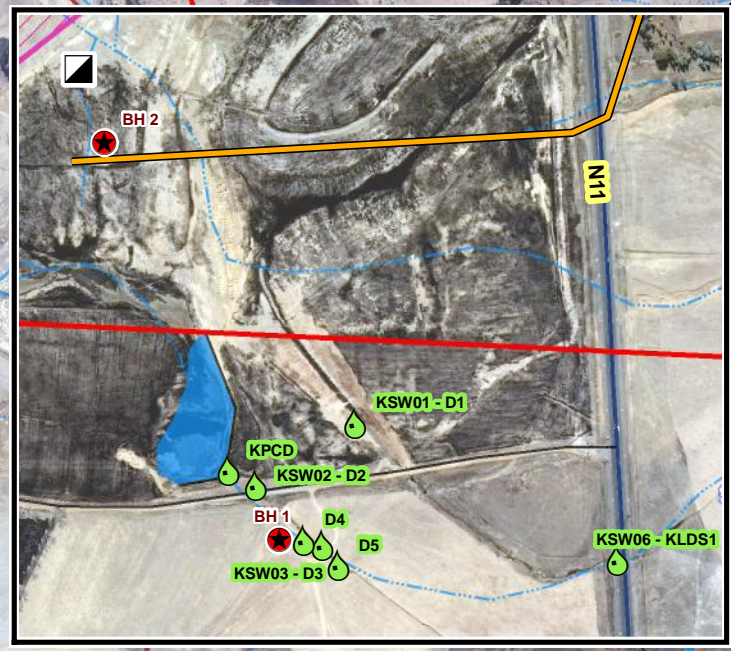 BH 2
N11
KSW01 - D1
KPCD
KSW02 - D2
BH 1
D4
D5
KSW03 - D3
KSW06 - KLDS1